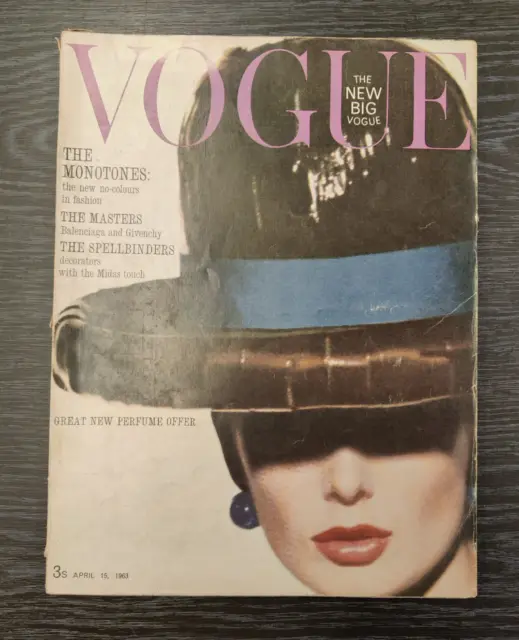 VOGUE
THE
NEW
BIG
VOGUE
THE
MONOTONES:
the new no-colours
in fashion
THE MASTERS
Balenciaga and Givenchy
THE SPELLBINDERS
decorators
with the Midas touch
GREAT NEW PERFUME OFFER
3S APRIL 15, 1963